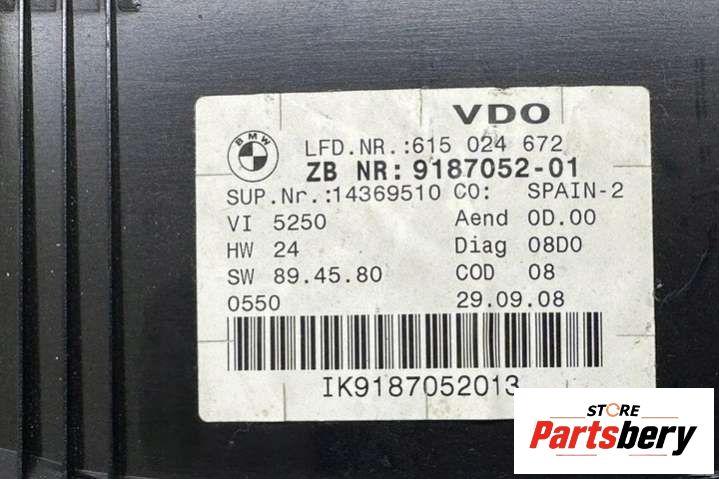 VDO
BMW
LFD.NR.:615 024 672
ZB NR: 9187052-01
SUP.Nr.:14369510 CO: SPAIN-2
VI 5250 Aend 0D.00
HW 24 Diag 08D0
SW 89.45.80 COD 08
0550 29.09.08
IK9187052013
STORE
Partsbery